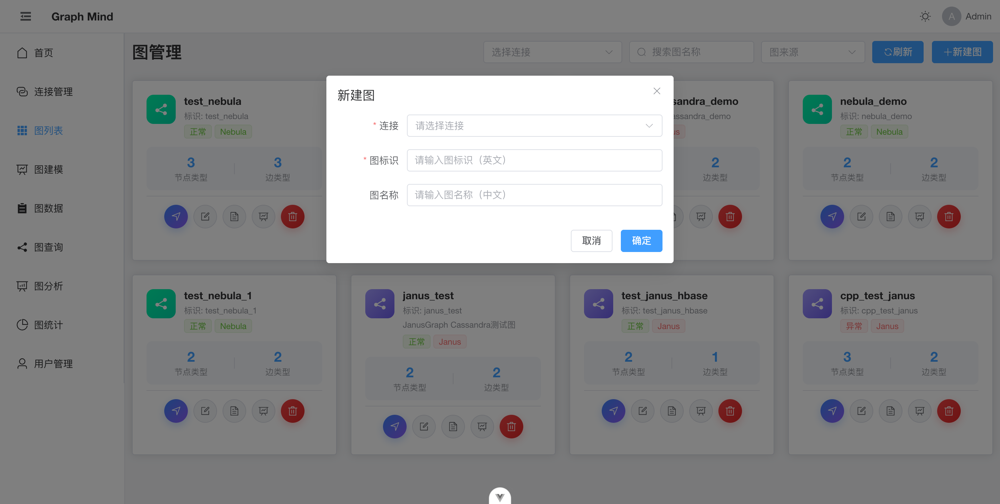 Graph Mind
A Admin
首页
连接管理
图列表
图建模
图数据
图查询
图分析
图统计
用户管理
图管理
选择连接
搜索图名称
图来源
刷新
新建图
新建图
* 连接 请选择连接
* 图标识 请输入图标识（英文）
图名称 请输入图名称（中文）
取消 确定
test_nebula
标识: test_nebula
正常 Nebula
3 3
节点类型 边类型
sandra_demo
assandra_demo
us
2
边类型
nebula_demo
标识: nebula_demo
正常 Nebula
2 2
节点类型 边类型
test_nebula_1
标识: test_nebula_1
正常 Nebula
2 2
节点类型 边类型
janus_test
标识: janus_test
JanusGraph Cassandra测试图
正常 Janus
2 2
节点类型 边类型
test_janus_hbase
标识: test_janus_hbase
正常 Janus
2 1
节点类型 边类型
cpp_test_janus
标识: cpp_test_janus
异常 Janus
3 2
节点类型 边类型